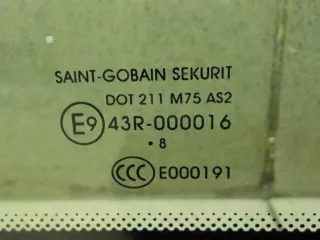 SAINT-GOBAIN SEKURIT
DOT 211 M75 AS2
E9 43R-000016
• 8
CCC E000191